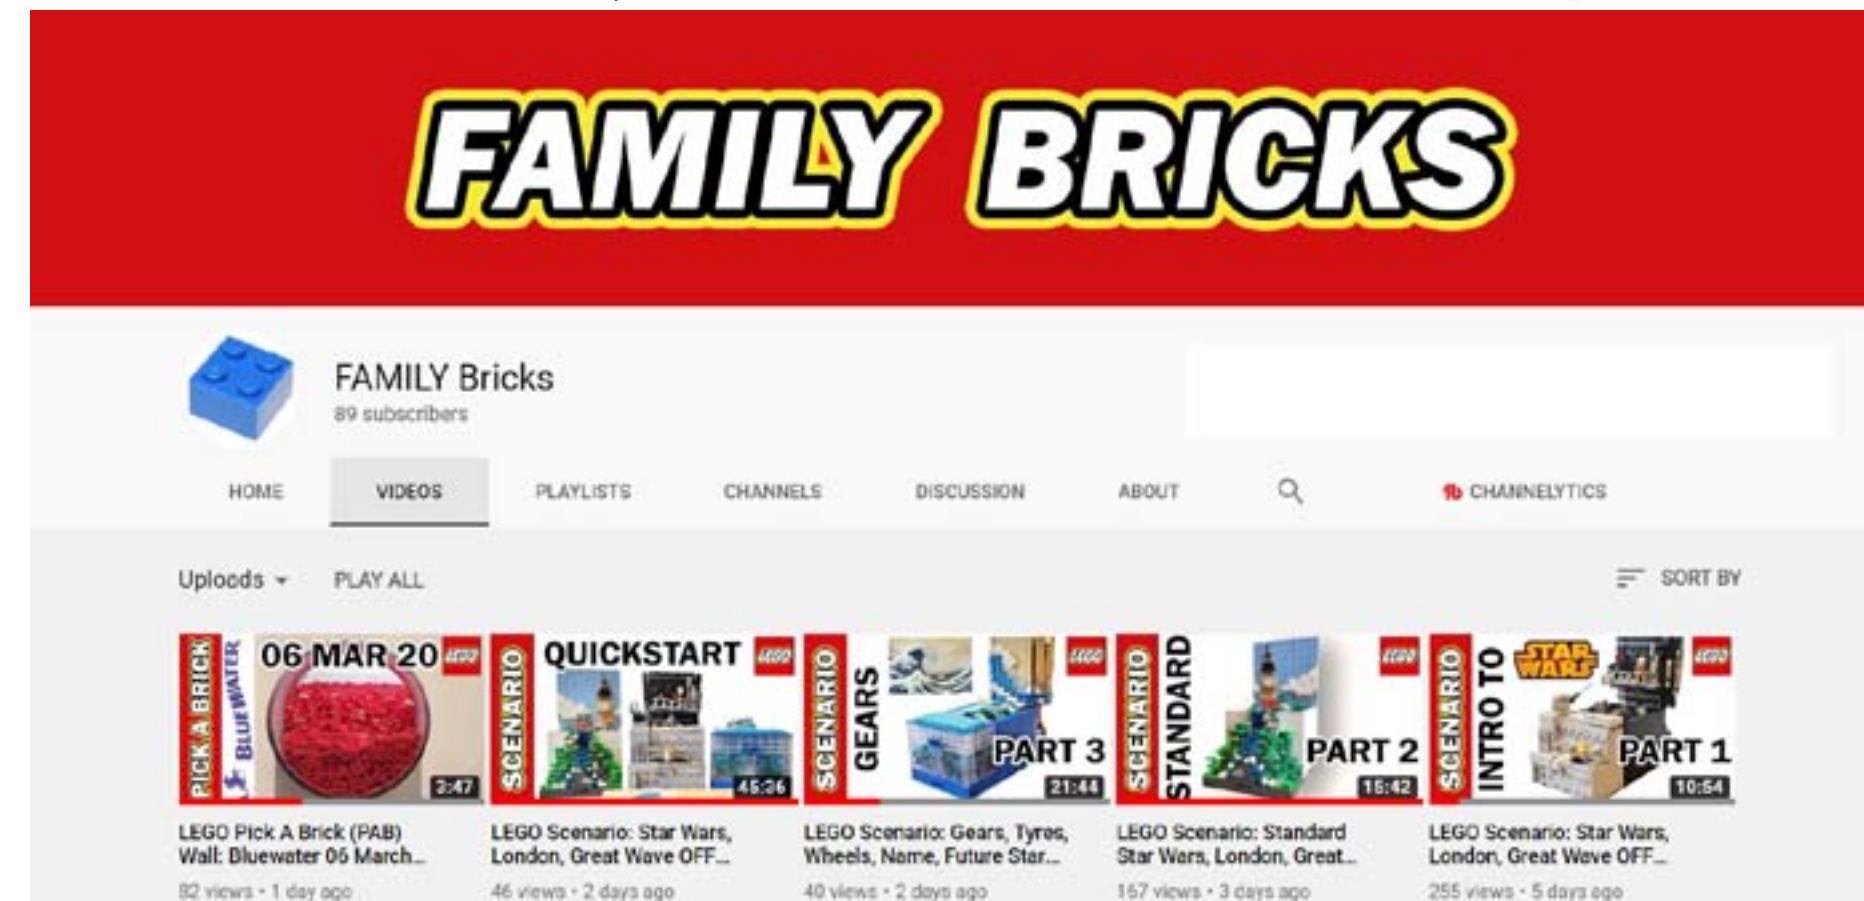 FAMILY BRICKS
FAMILY Bricks
89 subscribers
HOME VIDEOS PLAYLISTS CHANNELS DISCUSSION ABOUT CHANNELYTICS
Uploads PLAY ALL SORT BY
PICK A BRICK
BLUEWATER
06 MAR 20
LEGO
3:47
SCENARIO
QUICKSTART
LEGO
45:36
SCENARIO
GEARS
LEGO
PART 3
21:44
SCENARIO
STANDARD
LEGO
PART 2
15:42
SCENARIO
INTRO TO
STAR
WARS
LEGO
PART 1
10:54
LEGO Pick A Brick (PAB)
Wall: Bluewater 06 March...
82 views • 1 day ago
LEGO Scenario: Star Wars,
London, Great Wave OFF...
46 views • 2 days ago
LEGO Scenario: Gears, Tyres,
Wheels, Name, Future Star...
40 views • 2 days ago
LEGO Scenario: Standard
Star Wars, London, Great...
167 views • 3 days ago
LEGO Scenario: Star Wars,
London, Great Wave OFF...
255 views • 5 days ago